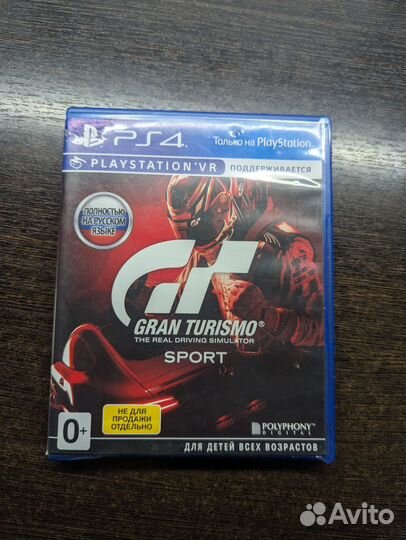 PS4
Только на PlayStation
PLAYSTATION VR ПОДДЕРЖИВАЕТСЯ
ПОЛНОСТЬЮ
НА РУССКОМ
ЯЗЫКЕ
GT
GRAN TURISMO®
THE REAL DRIVING SIMULATOR
SPORT
НЕ ДЛЯ
ПРОДАЖИ
ОТДЕЛЬНО
0+
POLYPHONY
DIGITAL
ДЛЯ ДЕТЕЙ ВСЕХ ВОЗРАСТОВ
Avito